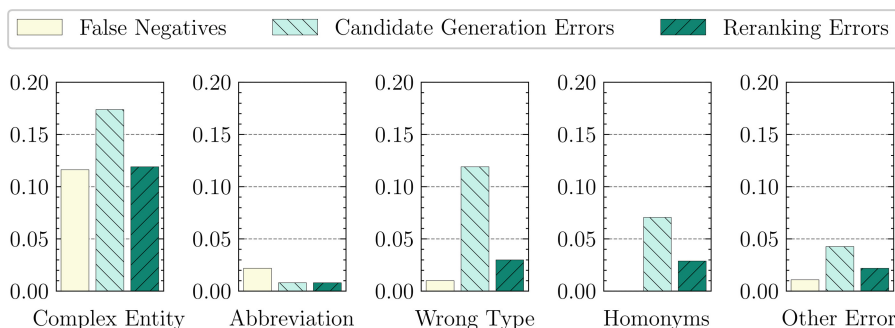 False Negatives Candidate Generation Errors Reranking Errors
0.20 0.20 0.20 0.20 0.20
0.15 0.15 0.15 0.15 0.15
0.10 0.10 0.10 0.10 0.10
0.05 0.05 0.05 0.05 0.05
0.00 0.00 0.00 0.00 0.00
Complex Entity Abbreviation Wrong Type Homonyms Other Error